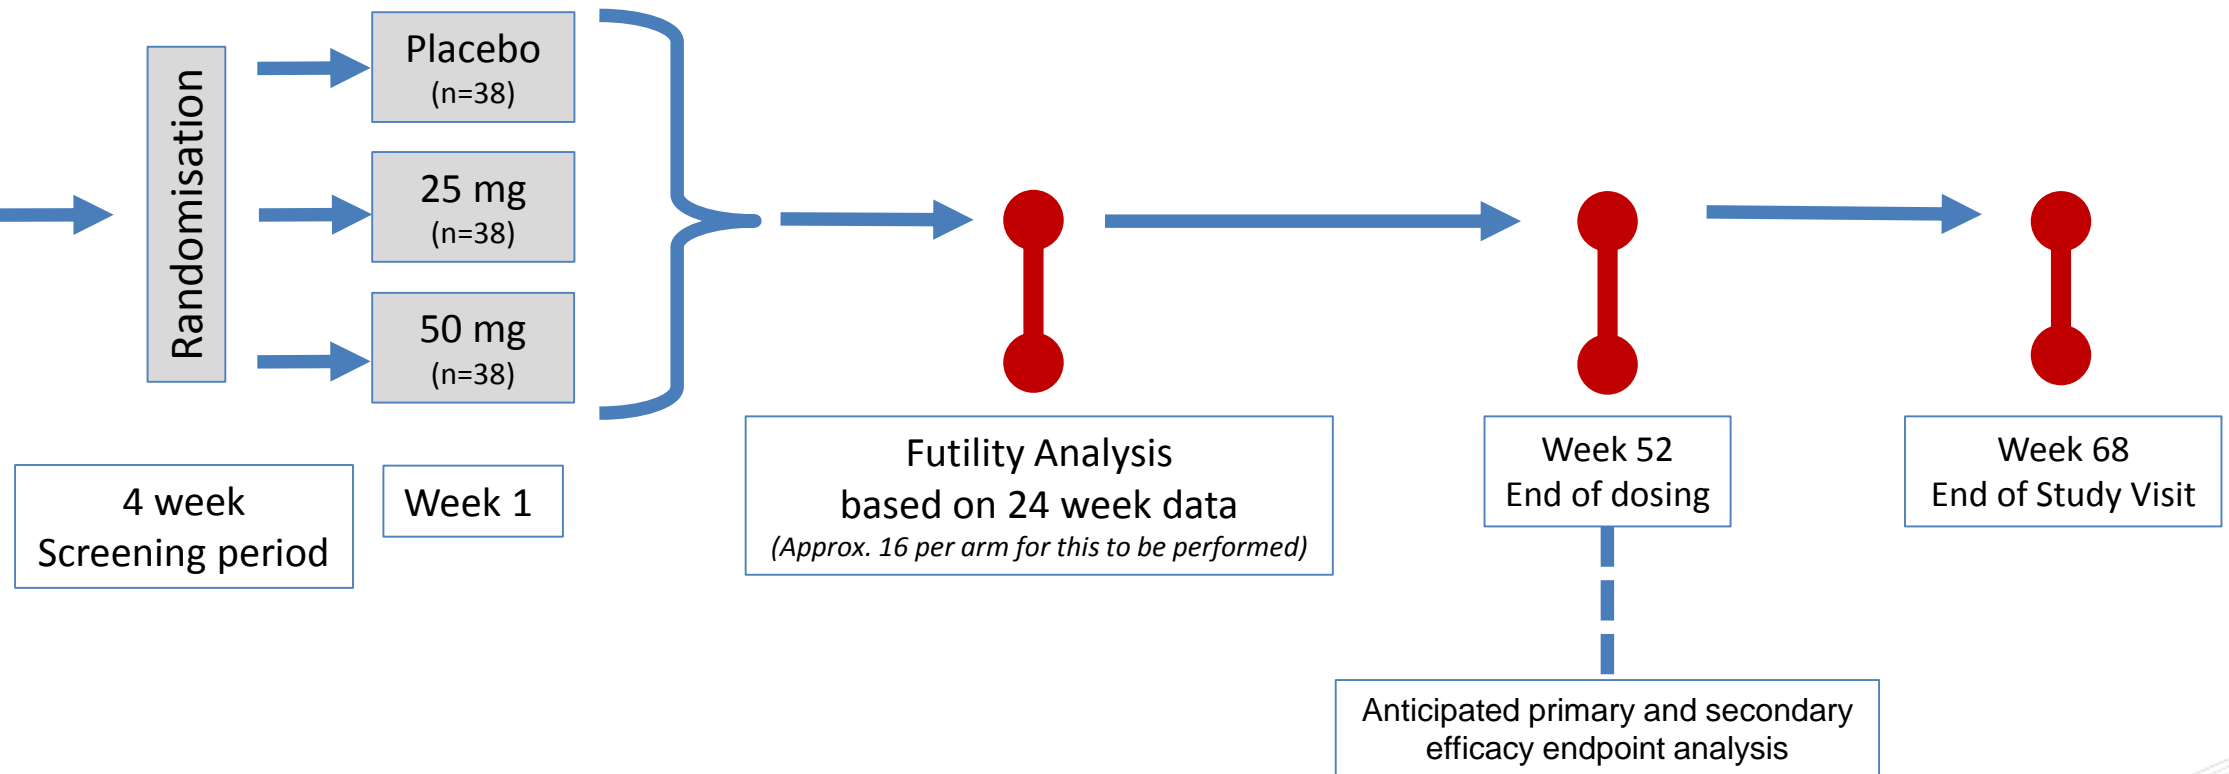 Randomisation
Placebo
(n=38)
25 mg
(n=38)
50 mg
(n=38)
4 week
Screening period
Week 1
Futility Analysis
based on 24 week data
(Approx. 16 per arm for this to be performed)
Week 52
End of dosing
Week 68
End of Study Visit
Anticipated primary and secondary
efficacy endpoint analysis